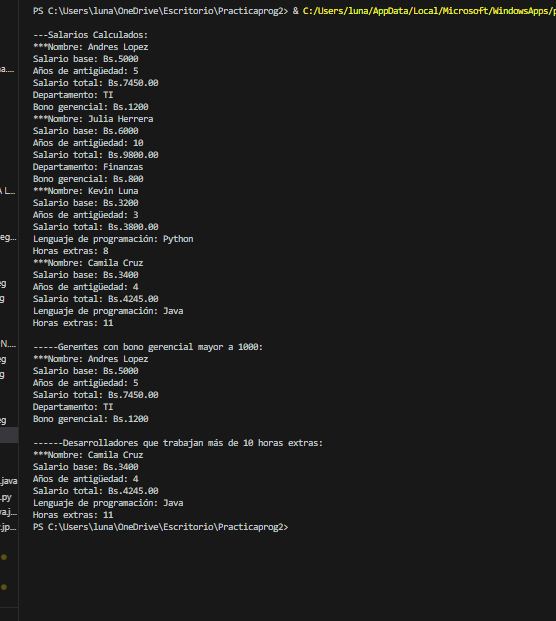 PS C:\Users\luna\OneDrive\Escritorio\Practicaprog2> & C:/Users/luna/AppData/Local/Microsoft/WindowsApps/p
---Salarios Calculados:
***Nombre: Andres Lopez
Salario base: Bs.5000
Años de antigüedad: 5
Salario total: Bs.7450.00
Departamento: TI
Bono gerencial: Bs.1200
***Nombre: Julia Herrera
Salario base: Bs.6000
Años de antigüedad: 10
Salario total: Bs.9800.00
Departamento: Finanzas
Bono gerencial: Bs.800
***Nombre: Kevin Luna
Salario base: Bs.3200
Años de antigüedad: 3
Salario total: Bs.3800.00
Lenguaje de programación: Python
Horas extras: 8
***Nombre: Camila Cruz
Salario base: Bs.3400
Años de antigüedad: 4
Salario total: Bs.4245.00
Lenguaje de programación: Java
Horas extras: 11
-----Gerentes con bono gerencial mayor a 1000:
***Nombre: Andres Lopez
Salario base: Bs.5000
Años de antigüedad: 5
Salario total: Bs.7450.00
Departamento: TI
Bono gerencial: Bs.1200
------Desarrolladores que trabajan más de 10 horas extras:
***Nombre: Camila Cruz
Salario base: Bs.3400
Años de antigüedad: 4
Salario total: Bs.4245.00
Lenguaje de programación: Java
Horas extras: 11
PS C:\Users\luna\OneDrive\Escritorio\Practicaprog2>
a....
A L...
eg...
eg
g
N....
eg
g
eg
.java
.py
va.j...
.jp...